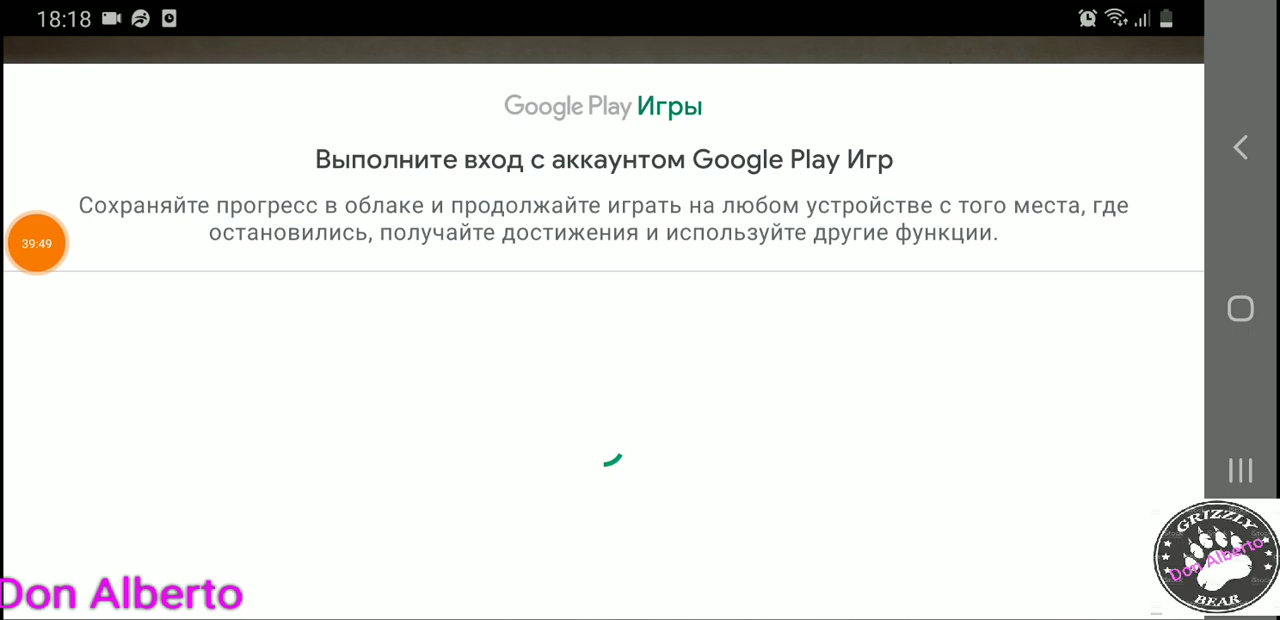 18:18
Google Play Игры
Выполните вход с аккаунтом Google Play Игр
Сохраняйте прогресс в облаке и продолжайте играть на любом устройстве с того места, где
остановились, получайте достижения и используйте другие функции.
39:49
GRIZZLY
Don Alberto
BEAR
Don Alberto